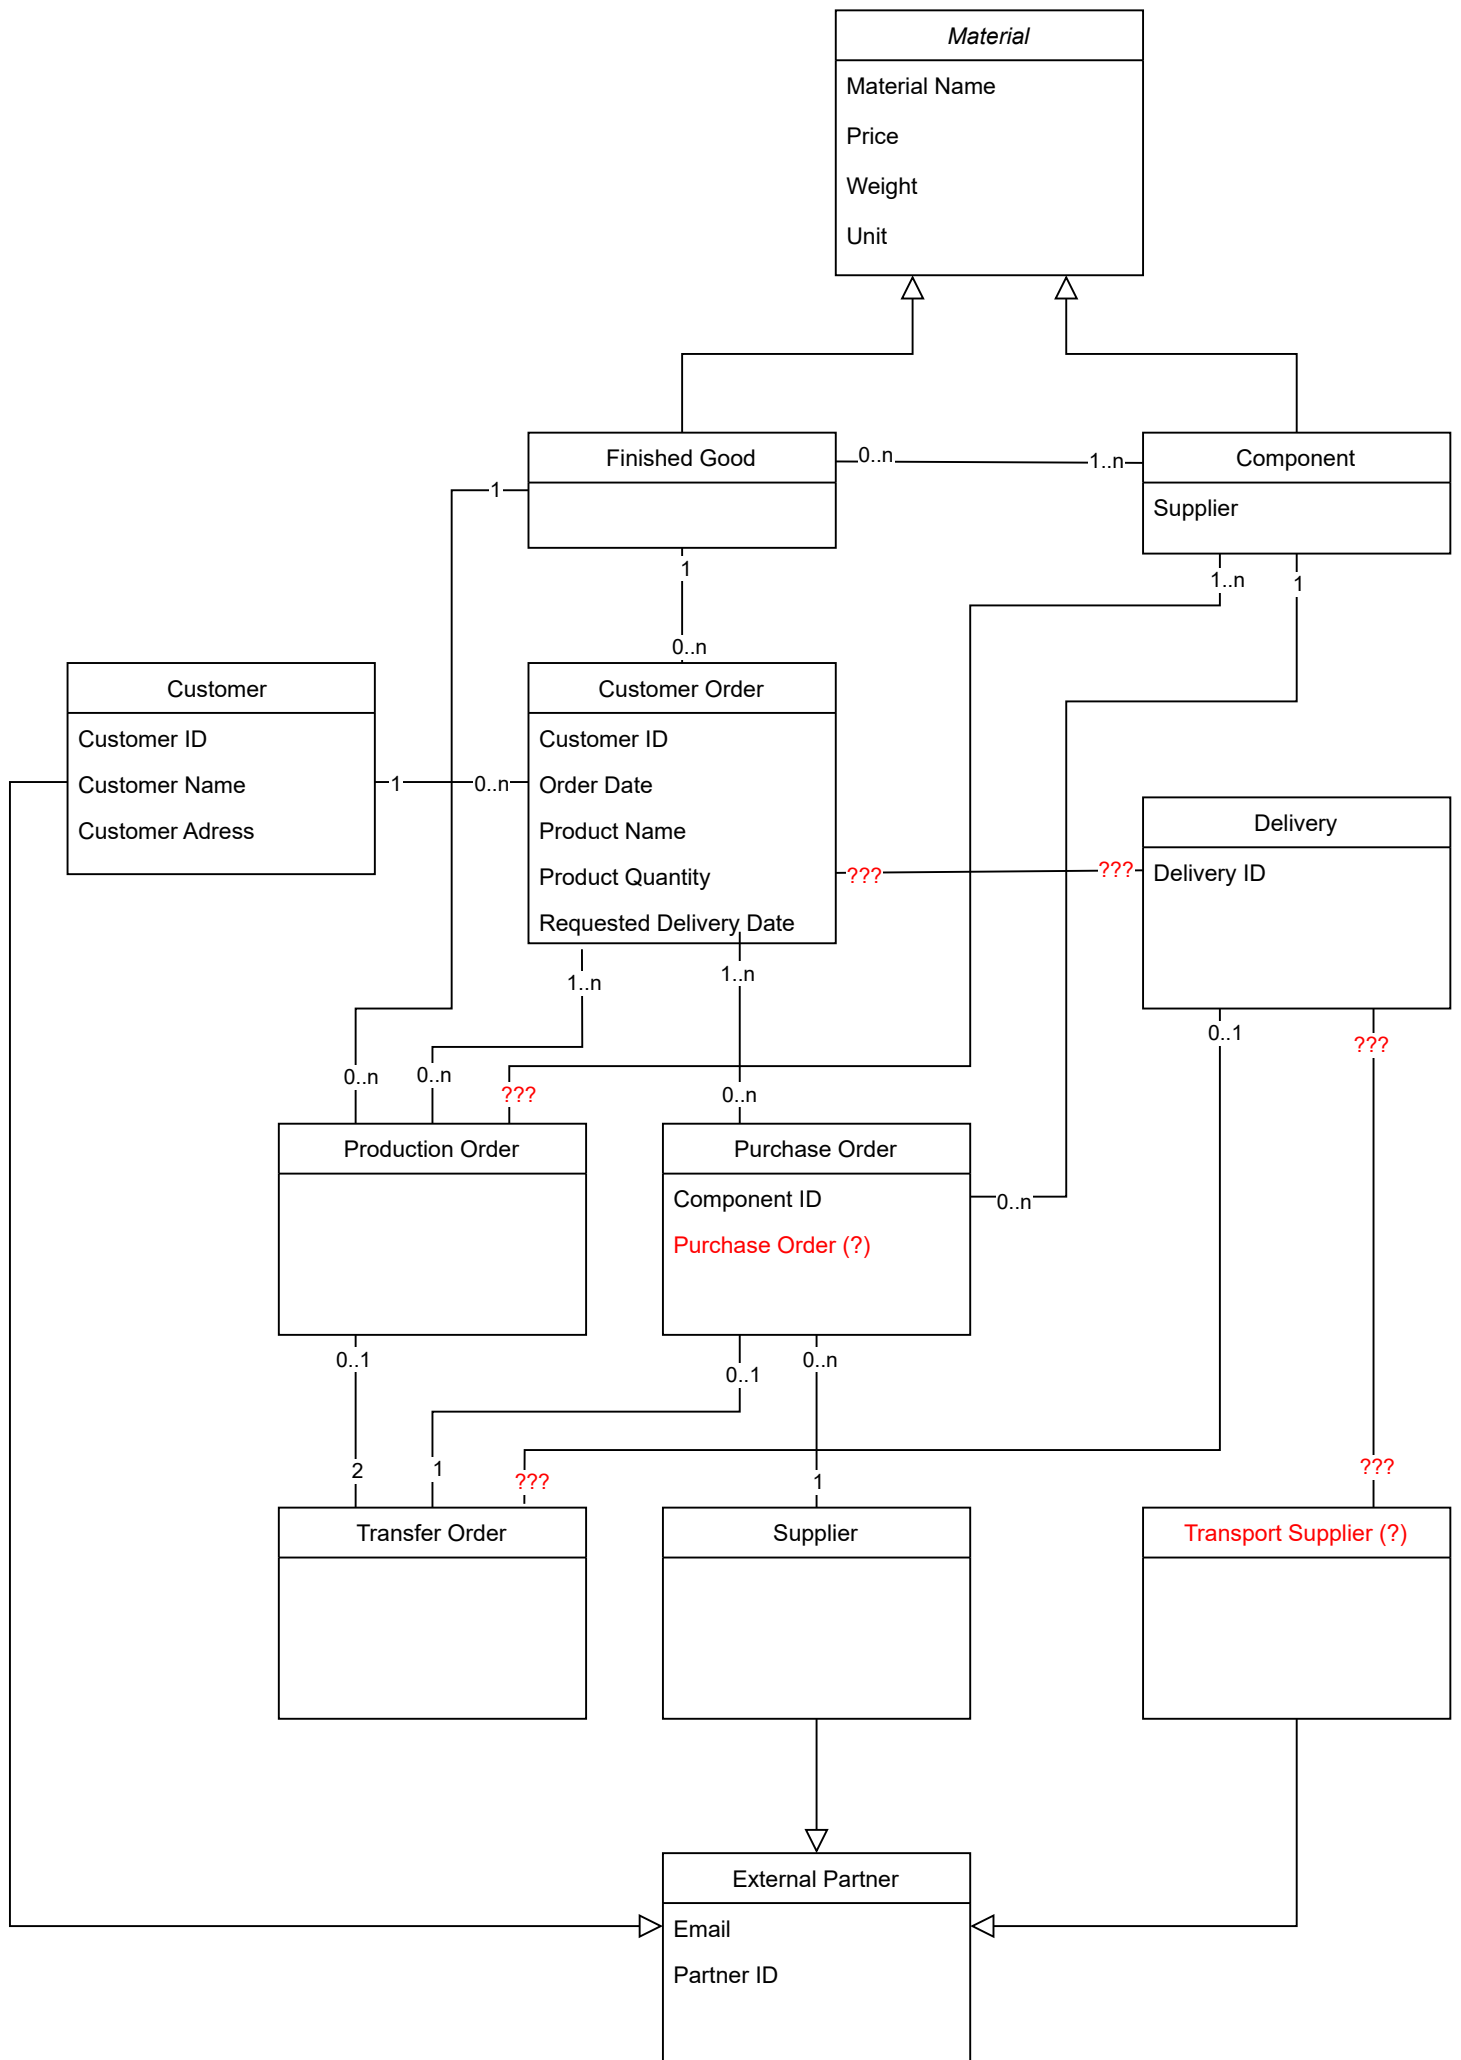 Material
Material Name
Price
Weight
Unit
Finished Good
0..n
1..n
Component
Supplier
1
1
0..n
1..n
1
Customer
Customer ID
Customer Name
Customer Adress
1
0..n
Customer Order
Customer ID
Order Date
Product Name
Product Quantity
Requested Delivery Date
???
???
Delivery
Delivery ID
1..n
1..n
0..1
???
0..n
0..n
???
0..n
Production Order
Purchase Order
Component ID
Purchase Order (?)
0..n
0..1
0..1
0..n
2
1
???
1
???
Transfer Order
Supplier
Transport Supplier (?)
External Partner
Email
Partner ID